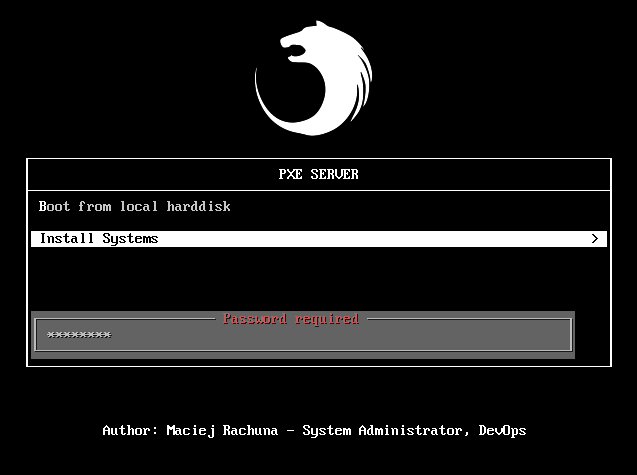 PXE SERVER
Boot from local harddisk
Install Systems >
Password required
********
Author: Maciej Rachuna - System Administrator, DevOps